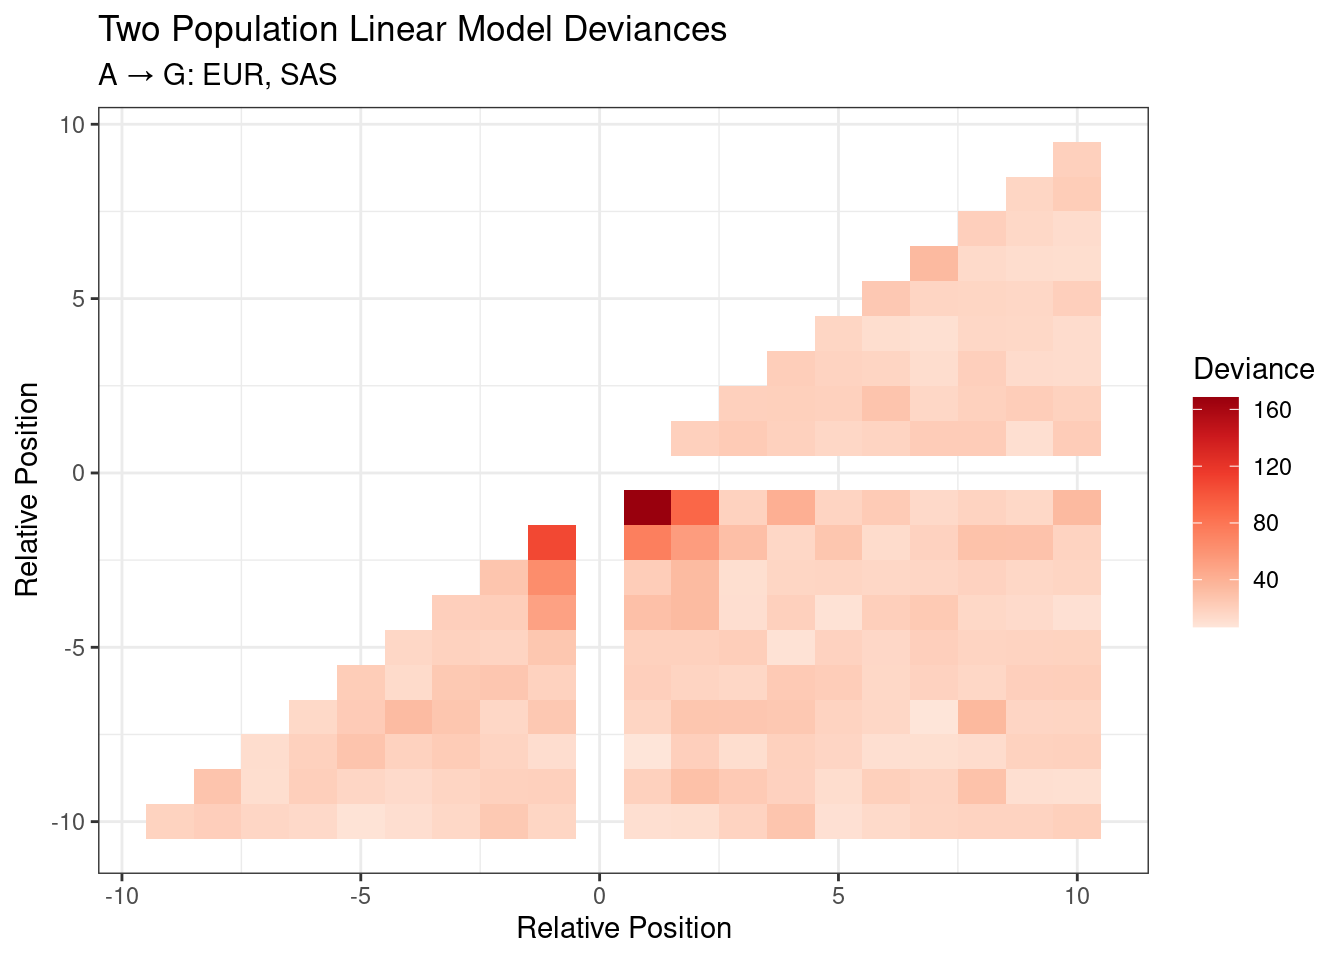 Two Population Linear Model Deviances
A → G: EUR, SAS
10
5
0
-5
-10
Relative Position
-10
-5
0
5
10
Relative Position
Deviance
160
120
80
40